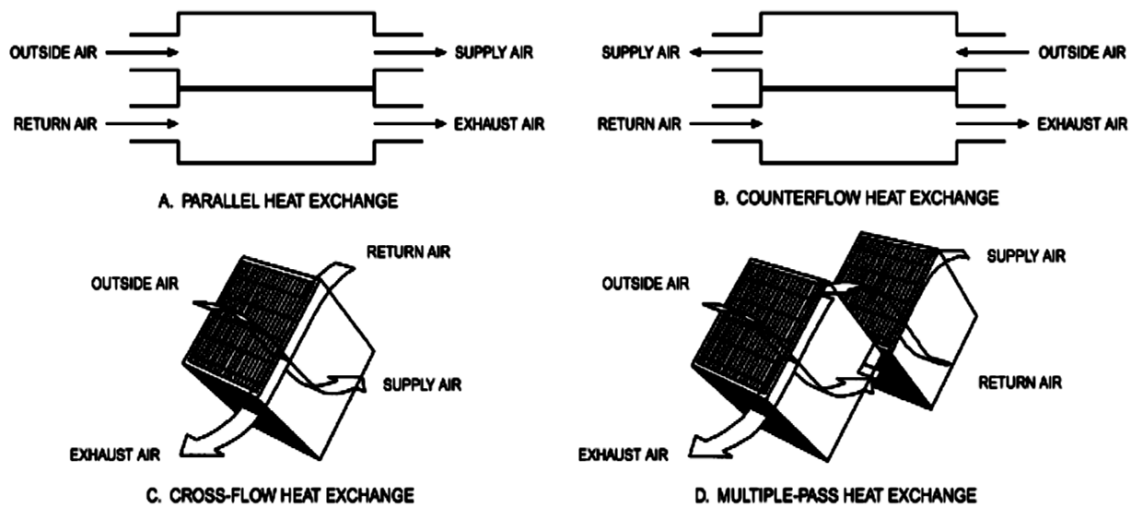 OUTSIDE AIR
SUPPLY AIR
RETURN AIR
EXHAUST AIR
A. PARALLEL HEAT EXCHANGE
SUPPLY AIR
OUTSIDE AIR
RETURN AIR
EXHAUST AIR
B. COUNTERFLOW HEAT EXCHANGE
RETURN AIR
OUTSIDE AIR
SUPPLY AIR
EXHAUST AIR
C. CROSS-FLOW HEAT EXCHANGE
SUPPLY AIR
OUTSIDE AIR
RETURN AIR
EXHAUST AIR
D. MULTIPLE-PASS HEAT EXCHANGE